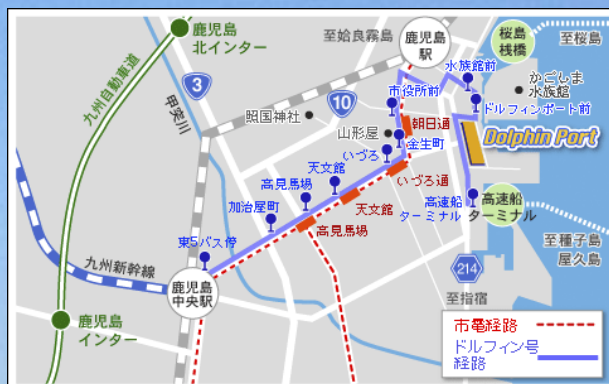 鹿児島
北インター
至姶良霧島
鹿児島
駅
桜島
桟橋
至桜島
九州自動車道
3
甲突川
水族館前
かごしま
水族館
市役所前
10
照国神社
朝日通
ドルフィンポート前
山形屋
金生町
Dolphin Port
いづろ
天文館
いづろ通
高見馬場
天文館
高速船
ターミナル
高速船
ターミナル
加治屋町
高見馬場
東5バス停
至種子島
屋久島
九州新幹線
214
鹿児島
中央駅
至指宿
鹿児島
インター
市電経路
ドルフィン号
経路